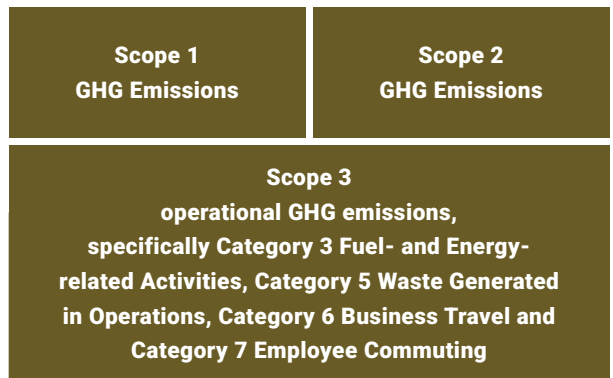 Scope 1
GHG Emissions
Scope 2
GHG Emissions
Scope 3
operational GHG emissions,
specifically Category 3 Fuel- and Energy-
related Activities, Category 5 Waste Generated
in Operations, Category 6 Business Travel and
Category 7 Employee Commuting